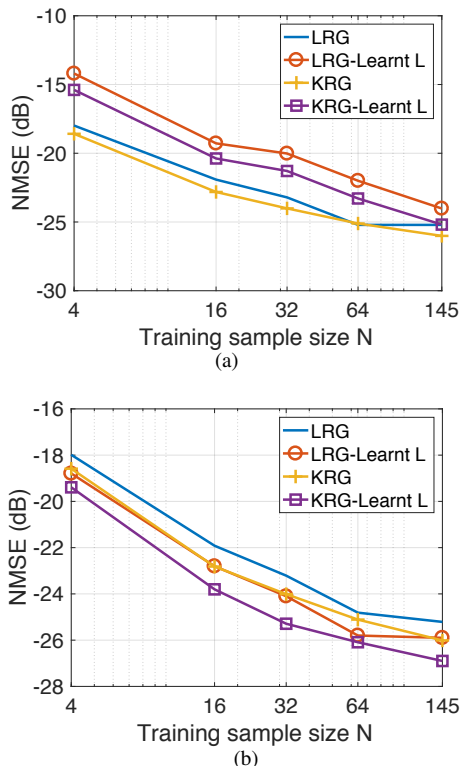 -10
-15
-20
-25
-30
NMSE (dB)
LRG
LRG-Learnt L
KRG
KRG-Learnt L
4 16 32 64 145
Training sample size N
(a)
-16
-18
-20
-22
-24
-26
-28
NMSE (dB)
LRG
LRG-Learnt L
KRG
KRG-Learnt L
4 16 32 64 145
Training sample size N
(b)